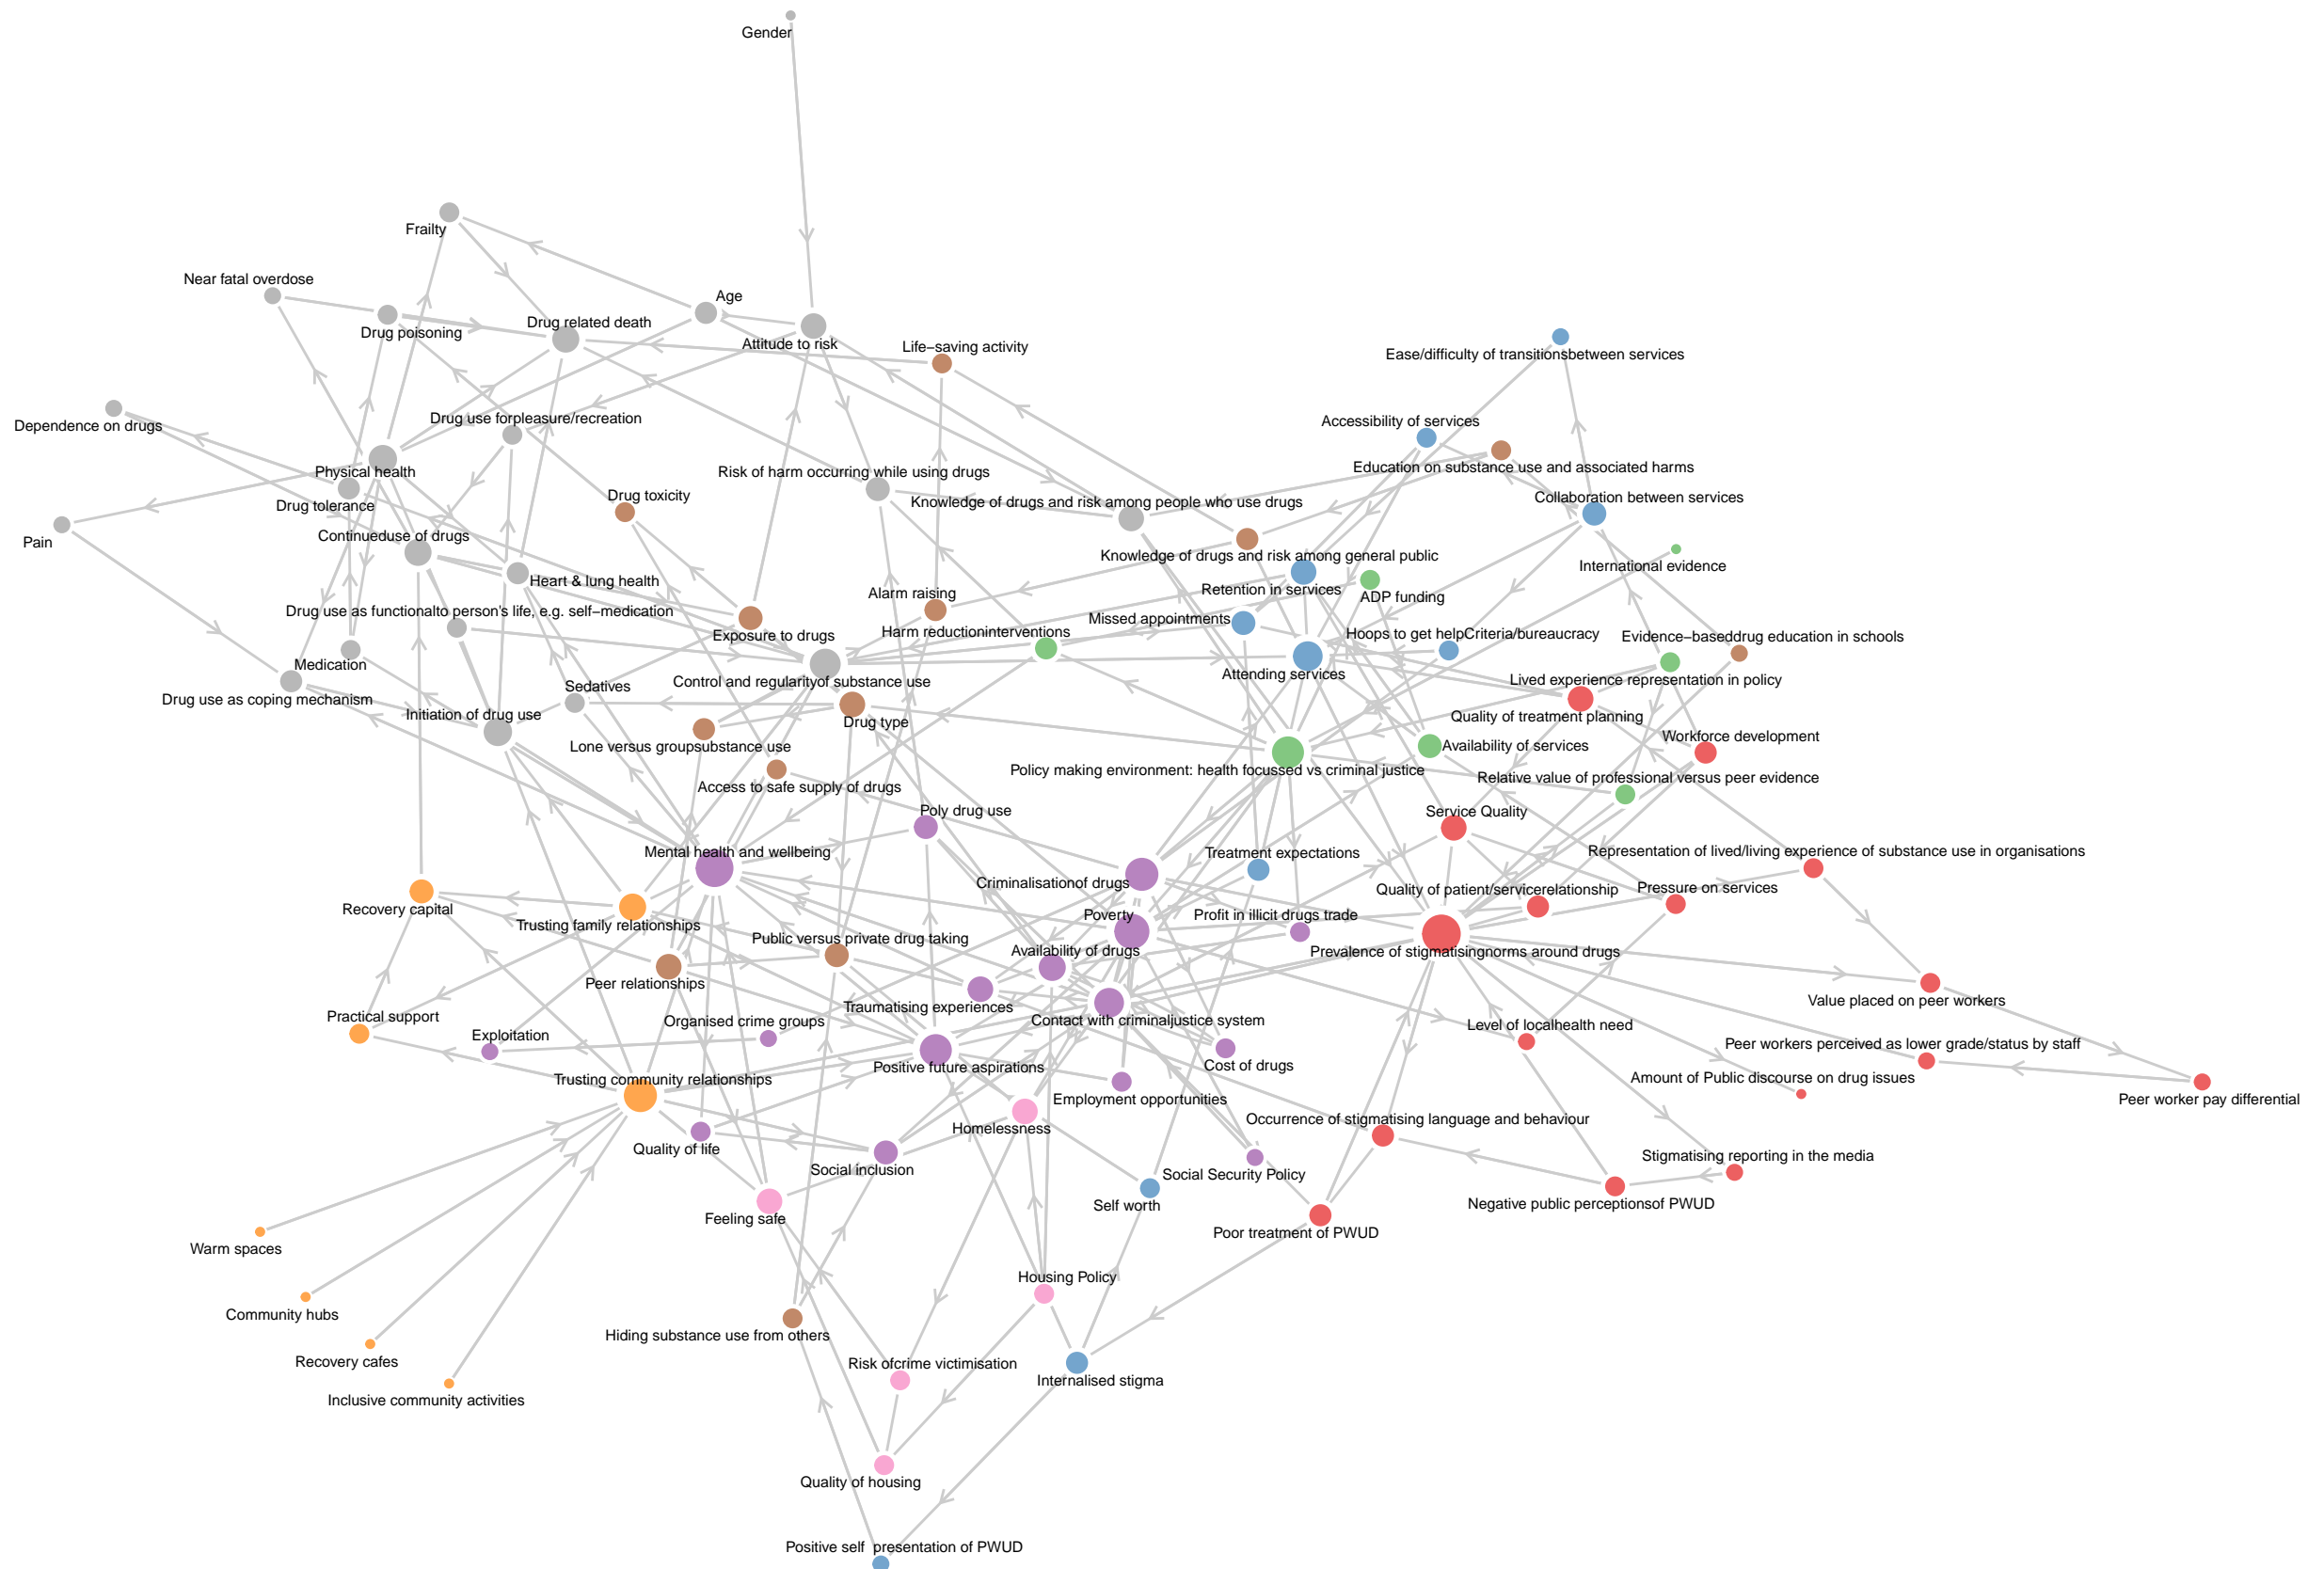 Gender
Frailty
Near fatal overdose
Age
Drug related death
Drug poisoning
Attitude to risk
Life−saving activity
Ease/difficulty of transitionsbetween services
Drug use forpleasure/recreation
Accessibility of services
Dependence on drugs
Education on substance use and associated harms
Physical health
Risk of harm occurring while using drugs
Drug toxicity
Collaboration between services
Knowledge of drugs and risk among people who use drugs
Drug tolerance
Continueduse of drugs
Pain
Knowledge of drugs and risk among general public
International evidence
Heart & lung health
Retention in services
Alarm raising
ADP funding
Drug use as functionalto person's life, e.g. self−medication
Missed appointments
Harm reductioninterventions
Exposure to drugs
Hoops to get helpCriteria/bureaucracy
Evidence−baseddrug education in schools
Medication
Attending services
Control and regularityof substance use
Lived experience representation in policy
Sedatives
Drug use as coping mechanism
Initiation of drug use
Quality of treatment planning
Drug type
Workforce development
Lone versus groupsubstance use
Availability of services
Policy making environment: health focussed vs criminal justice
Relative value of professional versus peer evidence
Access to safe supply of drugs
Poly drug use
Service Quality
Mental health and wellbeing
Treatment expectations
Representation of lived/living experience of substance use in organisations
Criminalisationof drugs
Quality of patient/servicerelationship
Pressure on services
Recovery capital
Poverty
Profit in illicit drugs trade
Trusting family relationships
Public versus private drug taking
Availability of drugs
Prevalence of stigmatisingnorms around drugs
Peer relationships
Value placed on peer workers
Traumatising experiences
Practical support
Organised crime groups
Contact with criminaljustice system
Level of localhealth need
Exploitation
Peer workers perceived as lower grade/status by staff
Cost of drugs
Positive future aspirations
Trusting community relationships
Amount of Public discourse on drug issues
Employment opportunities
Peer worker pay differential
Occurrence of stigmatising language and behaviour
Homelessness
Quality of life
Stigmatising reporting in the media
Social inclusion
Social Security Policy
Self worth
Negative public perceptionsof PWUD
Feeling safe
Poor treatment of PWUD
Warm spaces
Housing Policy
Community hubs
Hiding substance use from others
Recovery cafes
Risk ofcrime victimisation
Internalised stigma
Inclusive community activities
Quality of housing
Positive self  presentation of PWUD